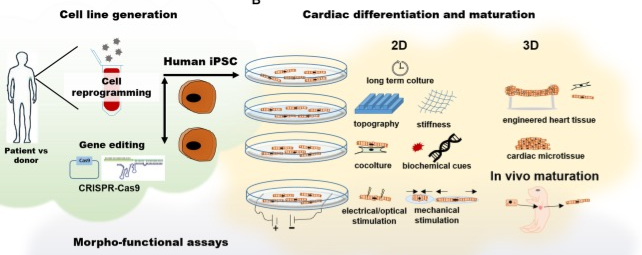 Cell line generation
B
Cardiac differentiation and maturation
Human iPSC
Cell
reprogramming
Patient vs
donor
Gene editing
Cas9
CRISPR-Cas9
2D
long term colture
topography
stiffness
cocolture
biochemical cues
electrical/optical
stimulation
mechanical
stimulation
+
−
3D
engineered heart tissue
cardiac microtissue
In vivo maturation
Morpho-functional assays